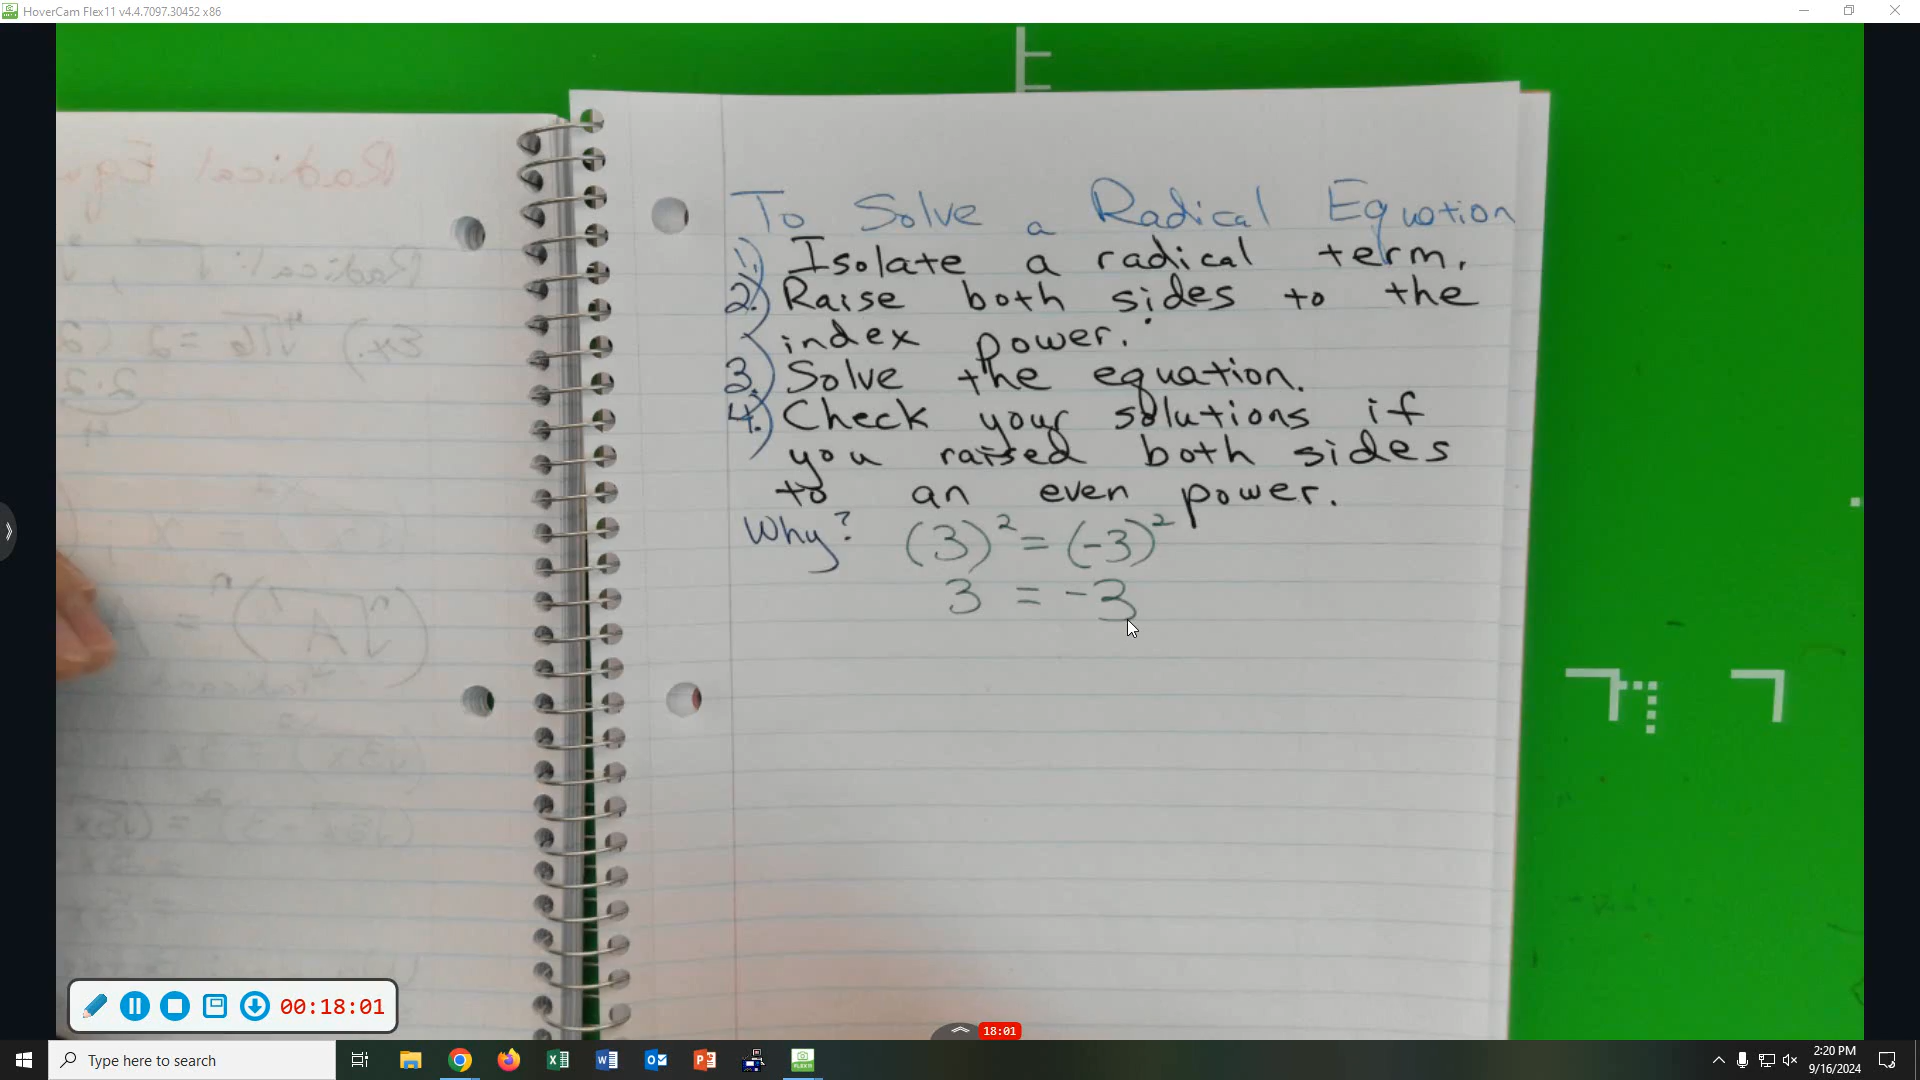 HoverCam Flex11 v4.4.7097.30452 x86
To Solve a Radical Equation
1.) Isolate a radical term.
2.) Raise both sides to the
index power.
3.) Solve the equation.
4.) Check your solutions if
you raised both sides
to an even power.
Why? (3)² = (-3)²
3 = -3
00:18:01
18:01
Type here to search
2:20 PM
9/16/2024